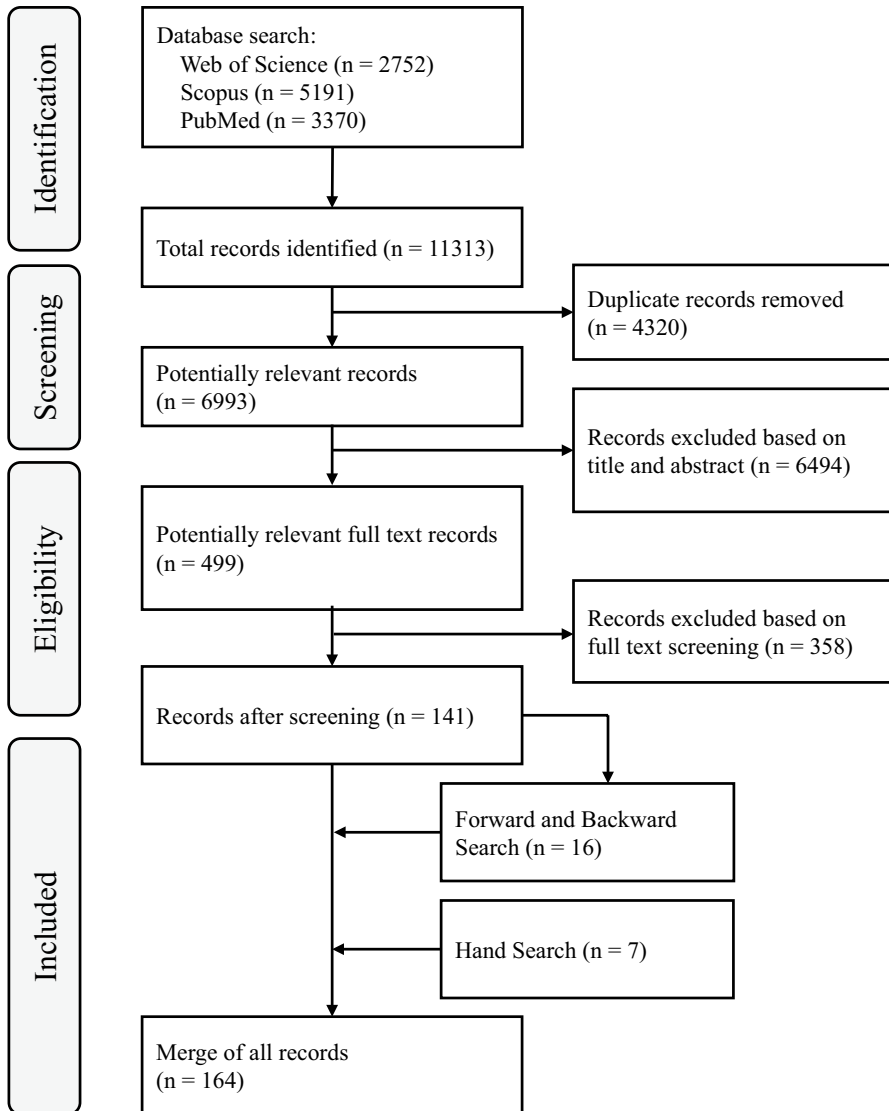 Identification
Database search:
Web of Science (n = 2752)
Scopus (n = 5191)
PubMed (n = 3370)
Total records identified (n = 11313)
Screening
Duplicate records removed
(n = 4320)
Potentially relevant records
(n = 6993)
Records excluded based on
title and abstract (n = 6494)
Eligibility
Potentially relevant full text records
(n = 499)
Records excluded based on
full text screening (n = 358)
Records after screening (n = 141)
Included
Forward and Backward
Search (n = 16)
Hand Search (n = 7)
Merge of all records
(n = 164)